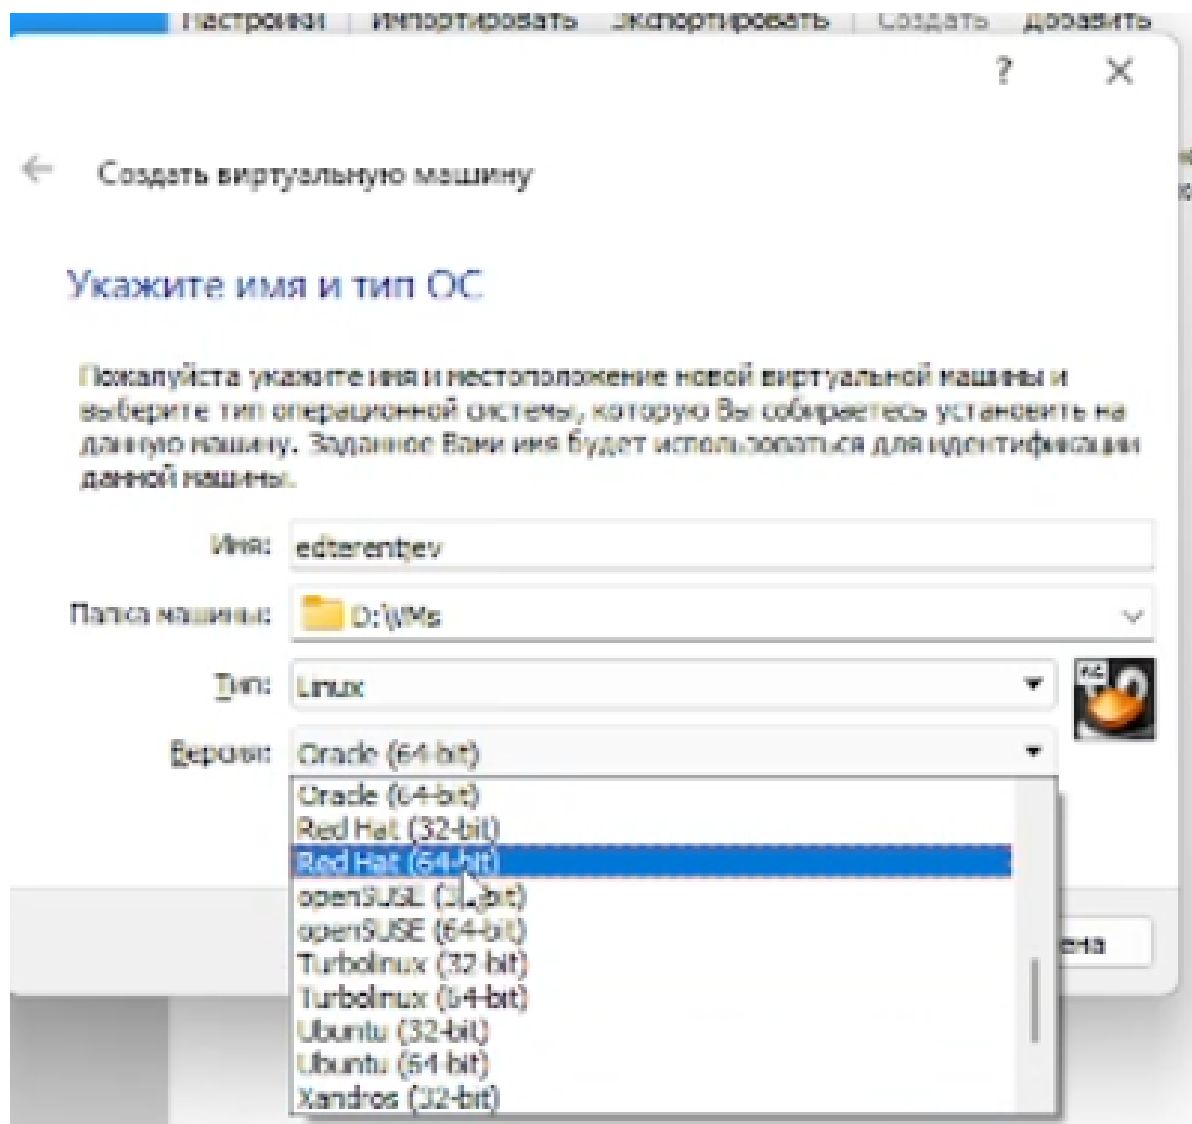 Настройки Импортировать Экспортировать Создать Добавить
?
Создать виртуальную машину
Укажите имя и тип ОС
Пожалуйста укажите имя и местоположение новой виртуальной машины и
выберите тип операционной системы, которую Вы собираетесь установить на
данную машину. Заданное Вами имя будет использоваться для идентификации
данной машины.
Имя: edterentjev
Папка машины: D:\VMs
Тип: Linux
Версия: Oracle (64-bit)
Oracle (64-bit)
Red Hat (32-bit)
Red Hat (64-bit)
openSUSE (32-bit)
openSUSE (64-bit)
ена
Turbolinux (32-bit)
Turbolinux (64-bit)
Ubuntu (32-bit)
Ubuntu (64-bit)
Xandros (32-bit)